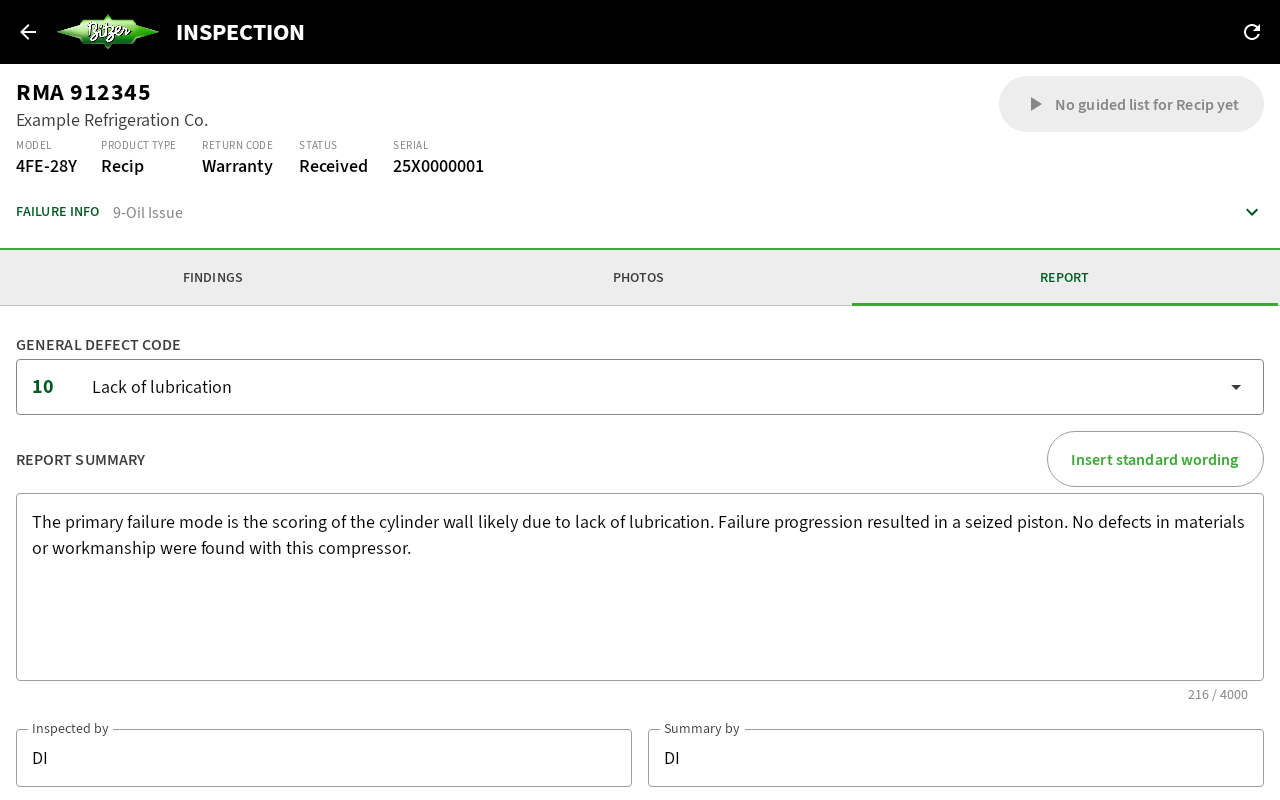 Bitzer INSPECTION
RMA 912345
Example Refrigeration Co.
No guided list for Recip yet
MODEL PRODUCT TYPE RETURN CODE STATUS SERIAL
4FE-28Y Recip Warranty Received 25X0000001
FAILURE INFO 9-Oil Issue
FINDINGS PHOTOS REPORT
GENERAL DEFECT CODE
10 Lack of lubrication
REPORT SUMMARY Insert standard wording
The primary failure mode is the scoring of the cylinder wall likely due to lack of lubrication. Failure progression resulted in a seized piston. No defects in materials
or workmanship were found with this compressor.
216 / 4000
Inspected by Summary by
DI DI